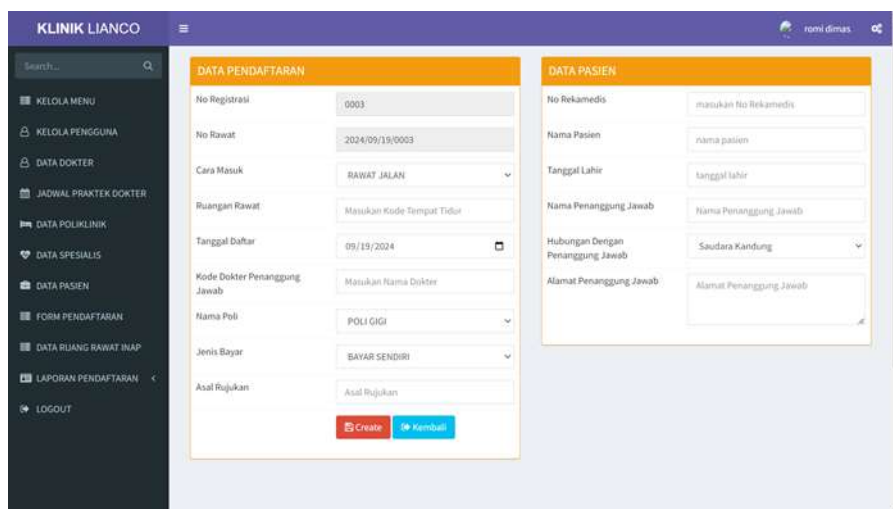 KLINIK LIANCO
romi dimas
Search...
KELOLA MENU
KELOLA PENGGUNA
DATA DOKTER
JADWAL PRAKTEK DOKTER
DATA POLIKLINIK
DATA SPESIALIS
DATA PASIEN
FORM PENDAFTARAN
DATA RUANG RAWAT INAP
LAPORAN PENDAFTARAN
LOGOUT
DATA PENDAFTARAN
No Registrasi 0003
No Rawat 2024/09/19/0003
Cara Masuk RAWAT JALAN
Ruangan Rawat Masukan Kode Tempat Tidur
Tanggal Daftar 09/19/2024
Kode Dokter Penanggung Masukan Nama Dokter
Jawab
Nama Poli POLI GIGI
Jenis Bayar BAYAR SENDIRI
Asal Rujukan Asal Rujukan
Create Kembali
DATA PASIEN
No Rekamedis masukan No Rekamedis
Nama Pasien nama pasien
Tanggal Lahir tanggal lahir
Nama Penanggung Jawab Nama Penanggung Jawab
Hubungan Dengan Saudara Kandung
Penanggung Jawab
Alamat Penanggung Jawab Alamat Penanggung Jawab